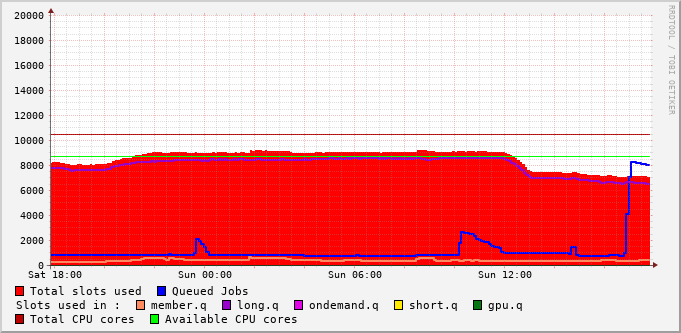 20000
18000
16000
14000
12000
10000
8000
6000
4000
2000
0
Sat 18:00 Sun 00:00 Sun 06:00 Sun 12:00
Total slots used Queued Jobs
Slots used in : member.q long.q ondemand.q short.q gpu.q
Total CPU cores Available CPU cores
RRDTOOL / TOBI OETIKER